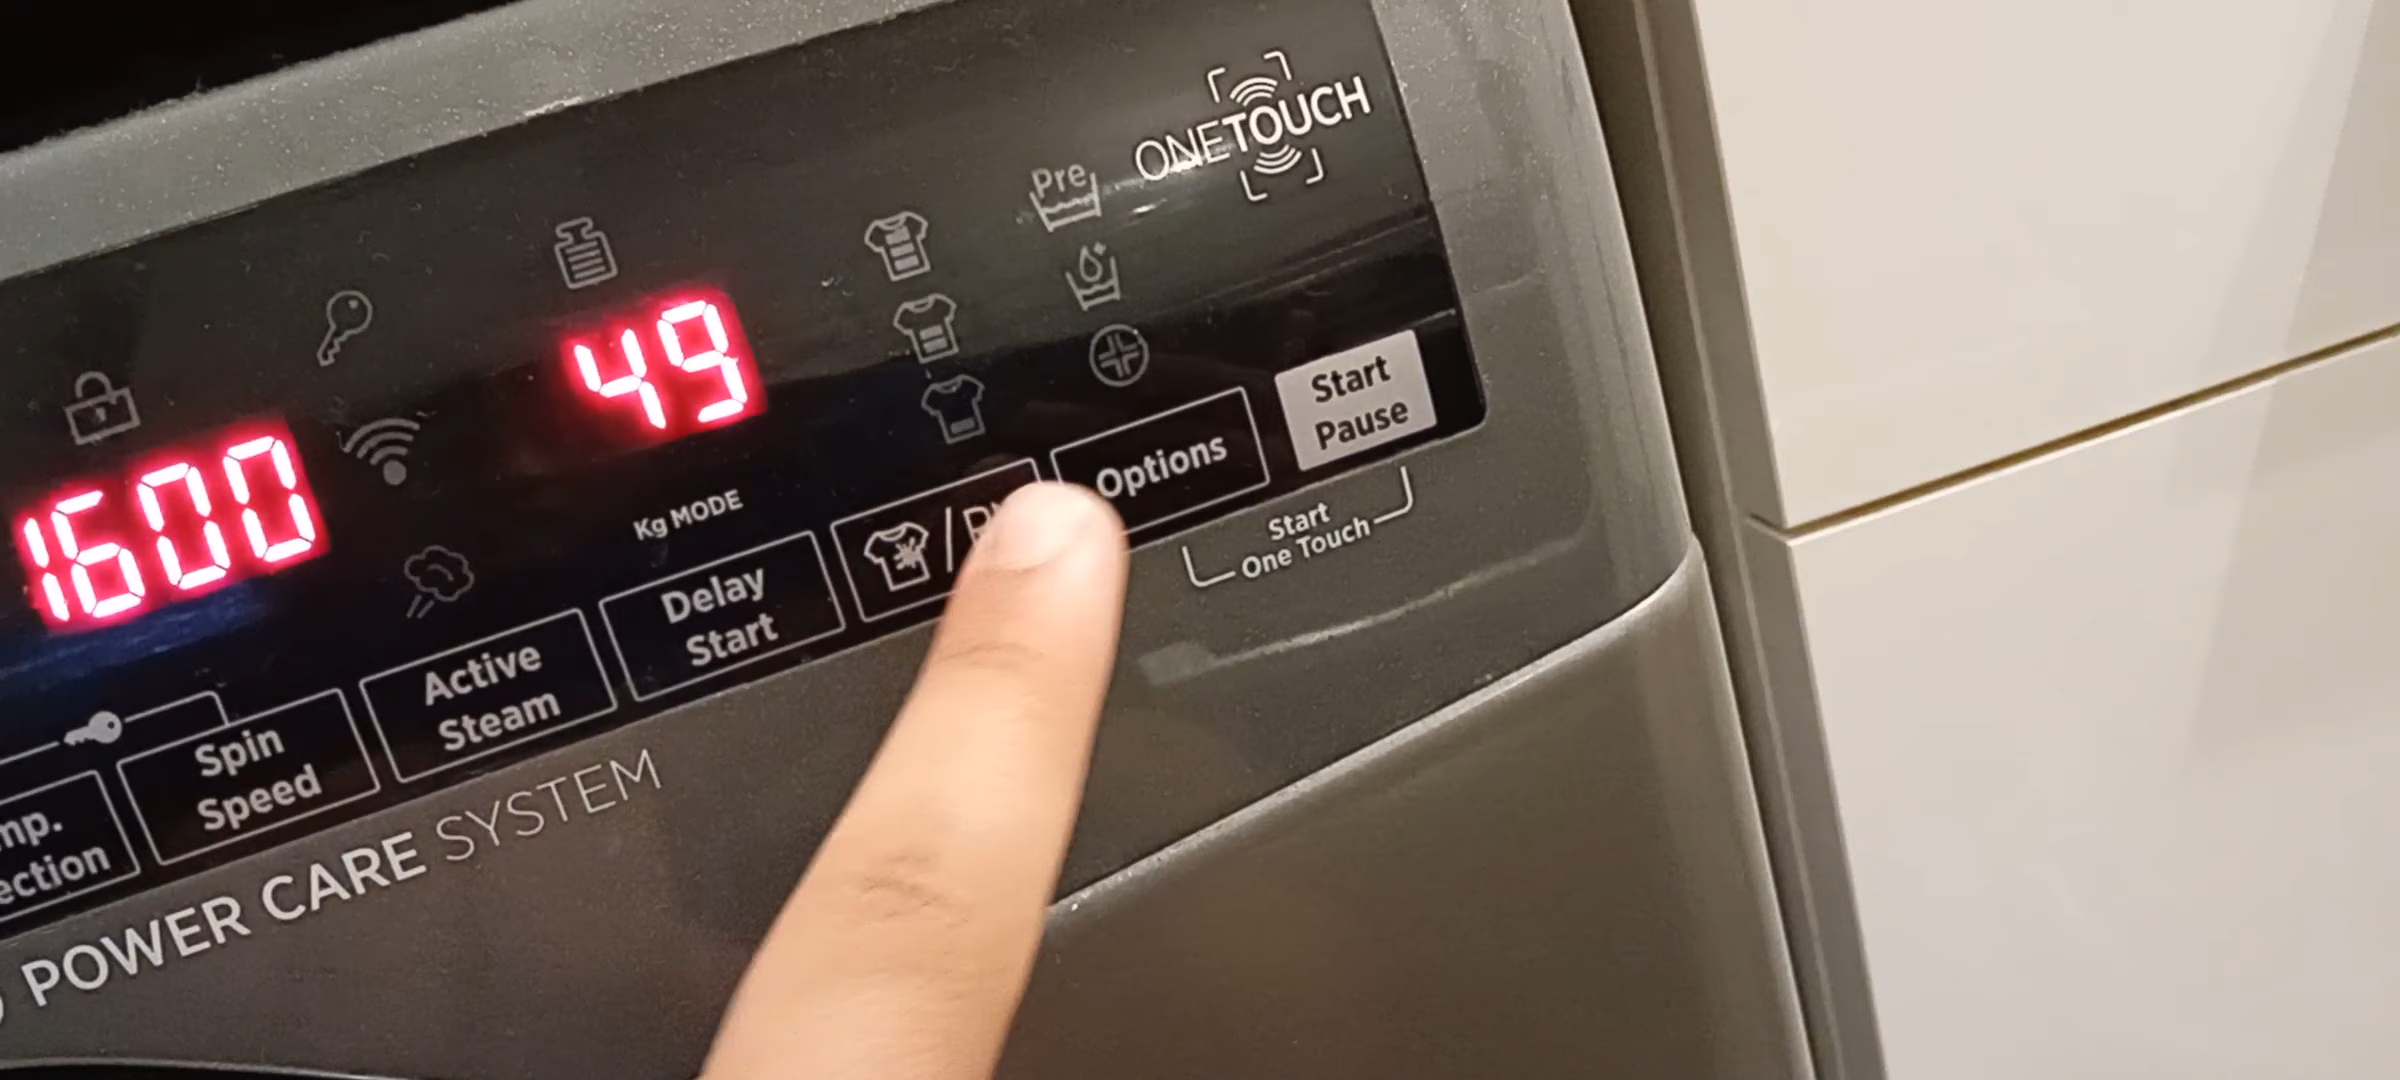 ONETOUCH
Pre
49
1600
Kg MODE
Start
Pause
Options
Start
One Touch
Delay
Start
Active
Steam
Spin
Speed
POWER CARE SYSTEM